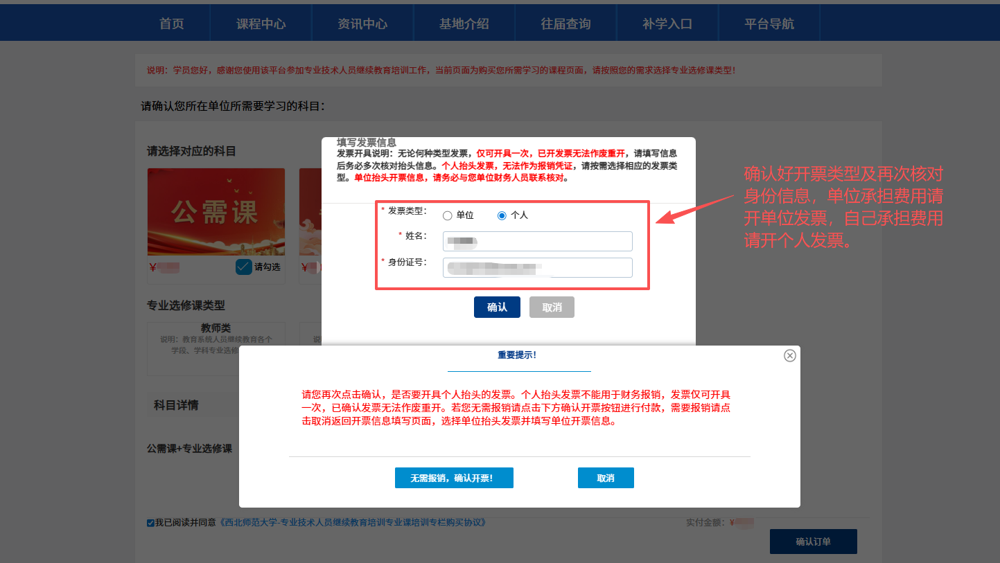 首页 课程中心 资讯中心 基地介绍 往届查询 补学入口 平台导航
说明：学员您好，感谢您使用该平台参加专业技术人员继续教育培训工作，当前页面为购买您所需学习的课程页面，请按照您的需求选择专业选修课类型！
请确认您所在单位所需要学习的科目：
请选择对应的科目
公需课
¥
请勾选
¥
专业选修课类型
教师类
说明：教育系统人员继续教育各个
学段、学科专业选修
说
科目详情
公需课+专业选修课
填写发票信息
发票开具说明：无论何种类型发票，仅可开具一次，已开发票无法作废重开，请填写信息
后务必多次核对抬头信息。个人抬头发票，无法作为报销凭证，请按需选择相应的发票类
型。单位抬头开票信息，请务必与您单位财务人员联系核对。
* 发票类型： 单位 个人
* 姓名：
* 身份证号：
确认 取消
确认好开票类型及再次核对
身份信息，单位承担费用请
开单位发票，自己承担费用
请开个人发票。
重要提示！
请您再次点击确认，是否要开具个人抬头的发票。个人抬头发票不能用于财务报销，发票仅可开具
一次，已确认发票无法作废重开。若您无需报销请点击下方确认开票按钮进行付款，需要报销请点
击取消返回开票信息填写页面，选择单位抬头发票并填写单位开票信息。
无需报销，确认开票！ 取消
我已阅读并同意《西北师范大学-专业技术人员继续教育培训专业课培训专栏购买协议》
实付金额：¥
确认订单